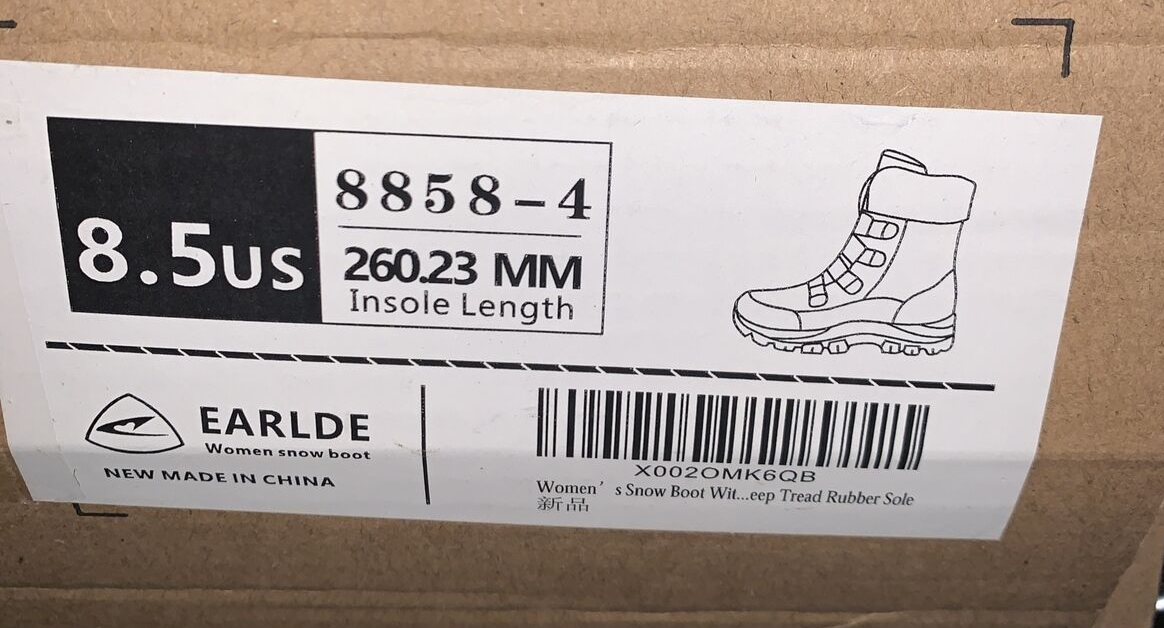 8.5US
8858-4
260.23 MM
Insole Length
EARLDE
Women snow boot
NEW MADE IN CHINA
X002OMK6QB
Women's Snow Boot Wit...eep Tread Rubber Sole
新品